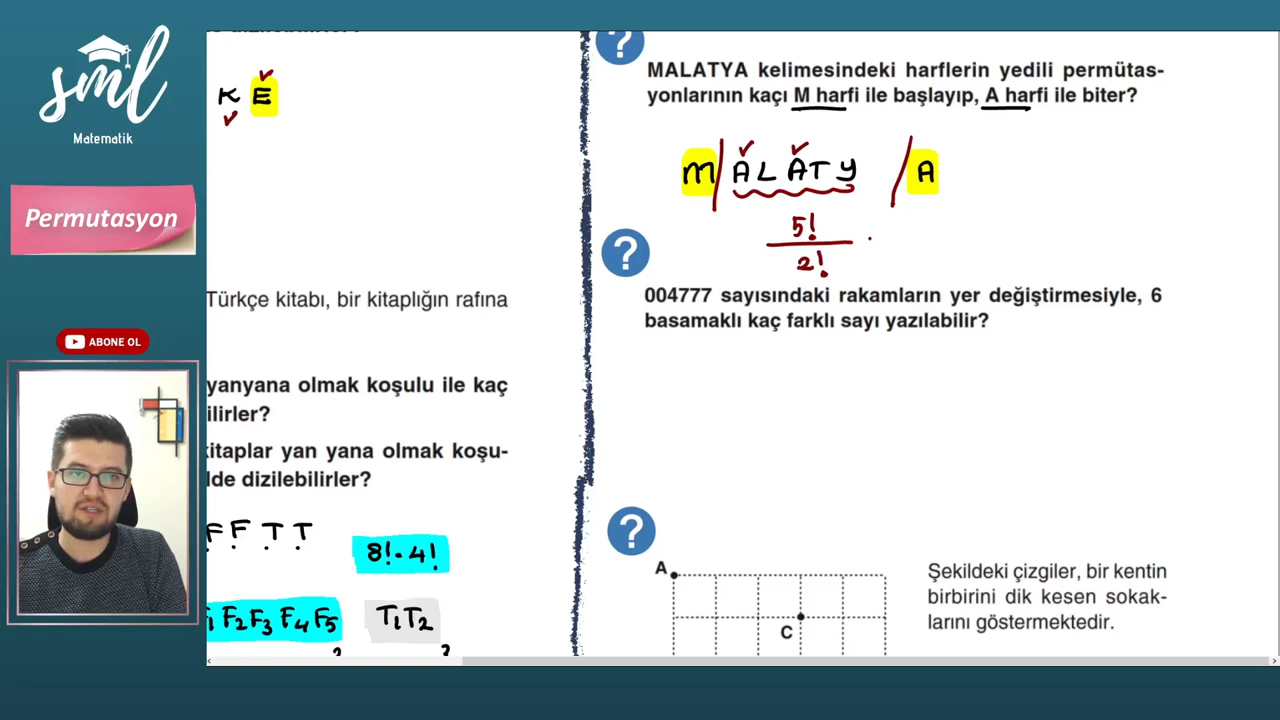 sml
Matematik
Permutasyon
ABONE OL
K E
Türkçe kitabı, bir kitaplığın rafına
yanyana olmak koşulu ile kaç
ilirler?
kitaplar yan yana olmak koşu-
lde dizilebilirler?
F F T T
8! - 4!
F1 F2 F3 F4 F5 T1 T2
?
MALATYA kelimesindeki harflerin yedili permütas-
yonlarının kaçı M harfi ile başlayıp, A harfi ile biter?
M / A L A T Y / A
5!
2!
?
004777 sayısındaki rakamların yer değiştirmesiyle, 6
basamaklı kaç farklı sayı yazılabilir?
?
A
C
Şekildeki çizgiler, bir kentin
birbirini dik kesen sokak-
larını göstermektedir.